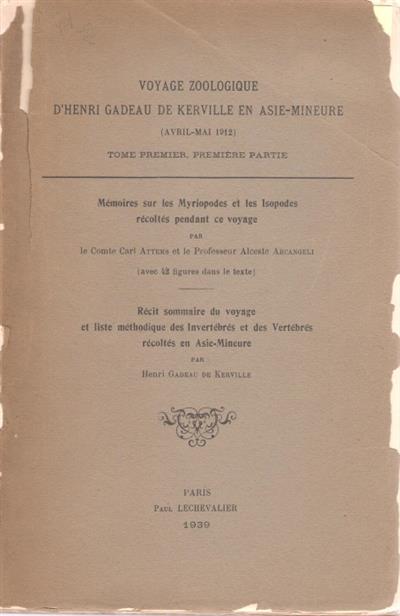 VOYAGE ZOOLOGIQUE
D'HENRI GADEAU DE KERVILLE EN ASIE-MINEURE
(AVRIL-MAI 1912)
TOME PREMIER, PREMIÈRE PARTIE
Mémoires sur les Myriopodes et les Isopodes
récoltés pendant ce voyage
PAR
le Comte Carl ATTEMS et le Professeur Alceste ARCANGELI
(avec 42 figures dans le texte)
Récit sommaire du voyage
et liste méthodique des Invertébrés et des Vertébrés
récoltés en Asie-Mineure
PAR
Henri GADEAU DE KERVILLE
PARIS
PAUL LECHEVALIER
1939